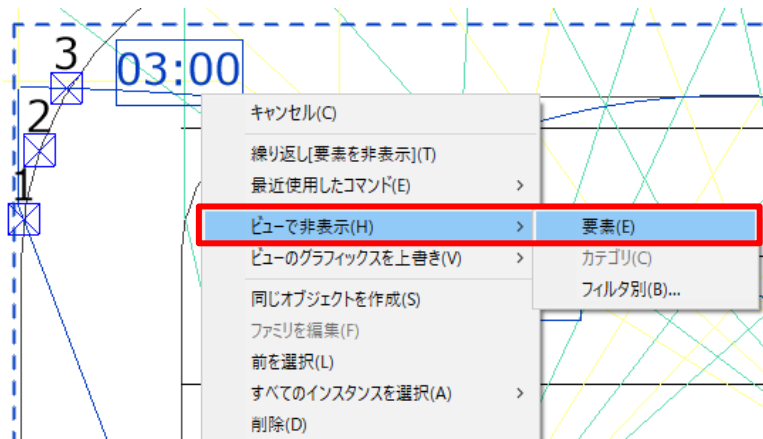 3
03:00
2
1
キャンセル(C)
繰り返し[要素を非表示](T)
最近使用したコマンド(E)
ビューで非表示(H)
ビューのグラフィックスを上書き(V)
同じオブジェクトを作成(S)
ファミリを編集(F)
前を選択(L)
すべてのインスタンスを選択(A)
削除(D)
要素(E)
カテゴリ(C)
フィルタ別(B)...